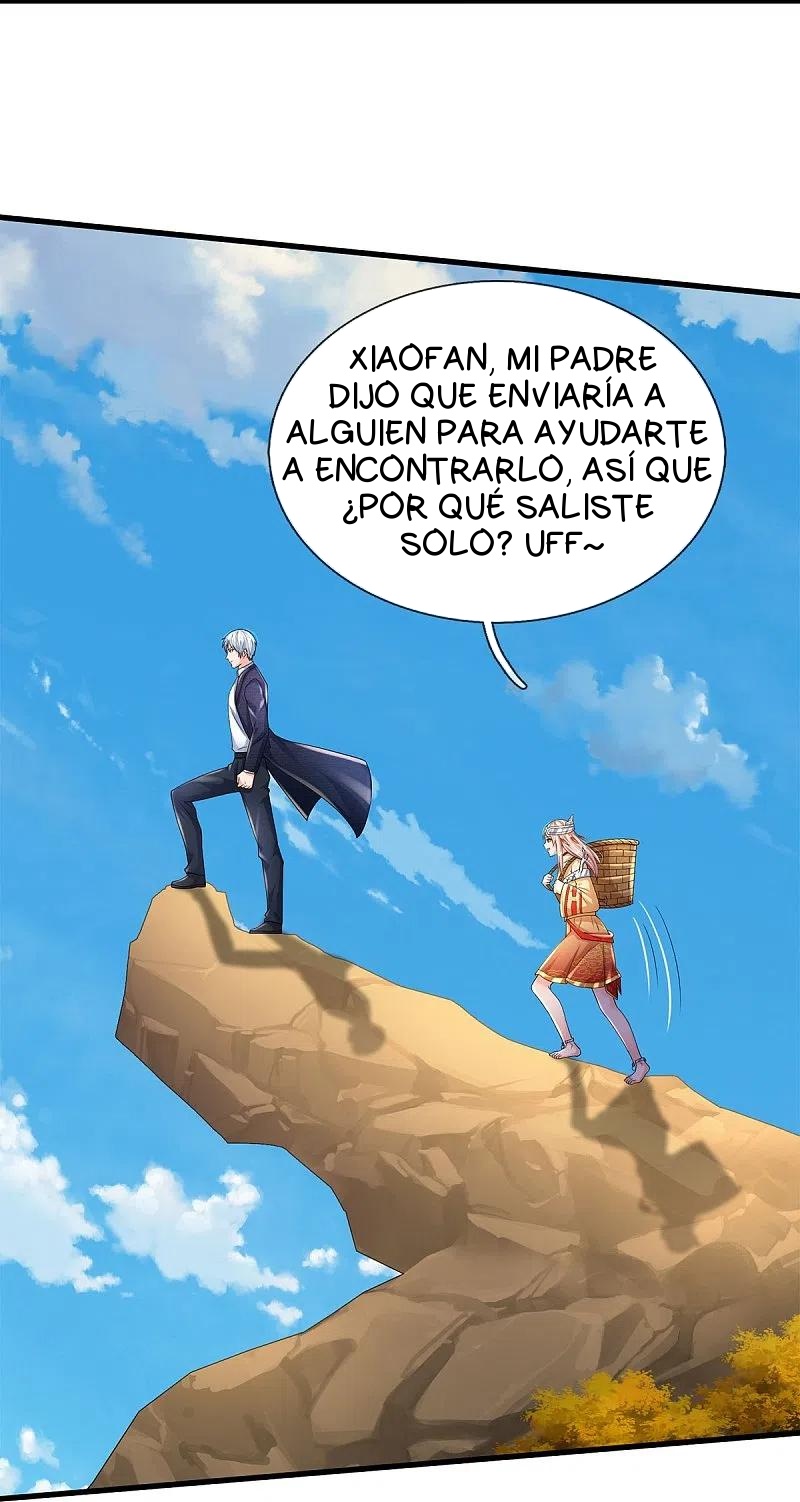 XIAOFAN, MI PADRE
DIJO QUE ENVIARÍA A
ALGUIEN PARA AYUDARTE
A ENCONTRARLO, ASÍ QUE
¿POR QUÉ SALISTE
SOLO? UFF~